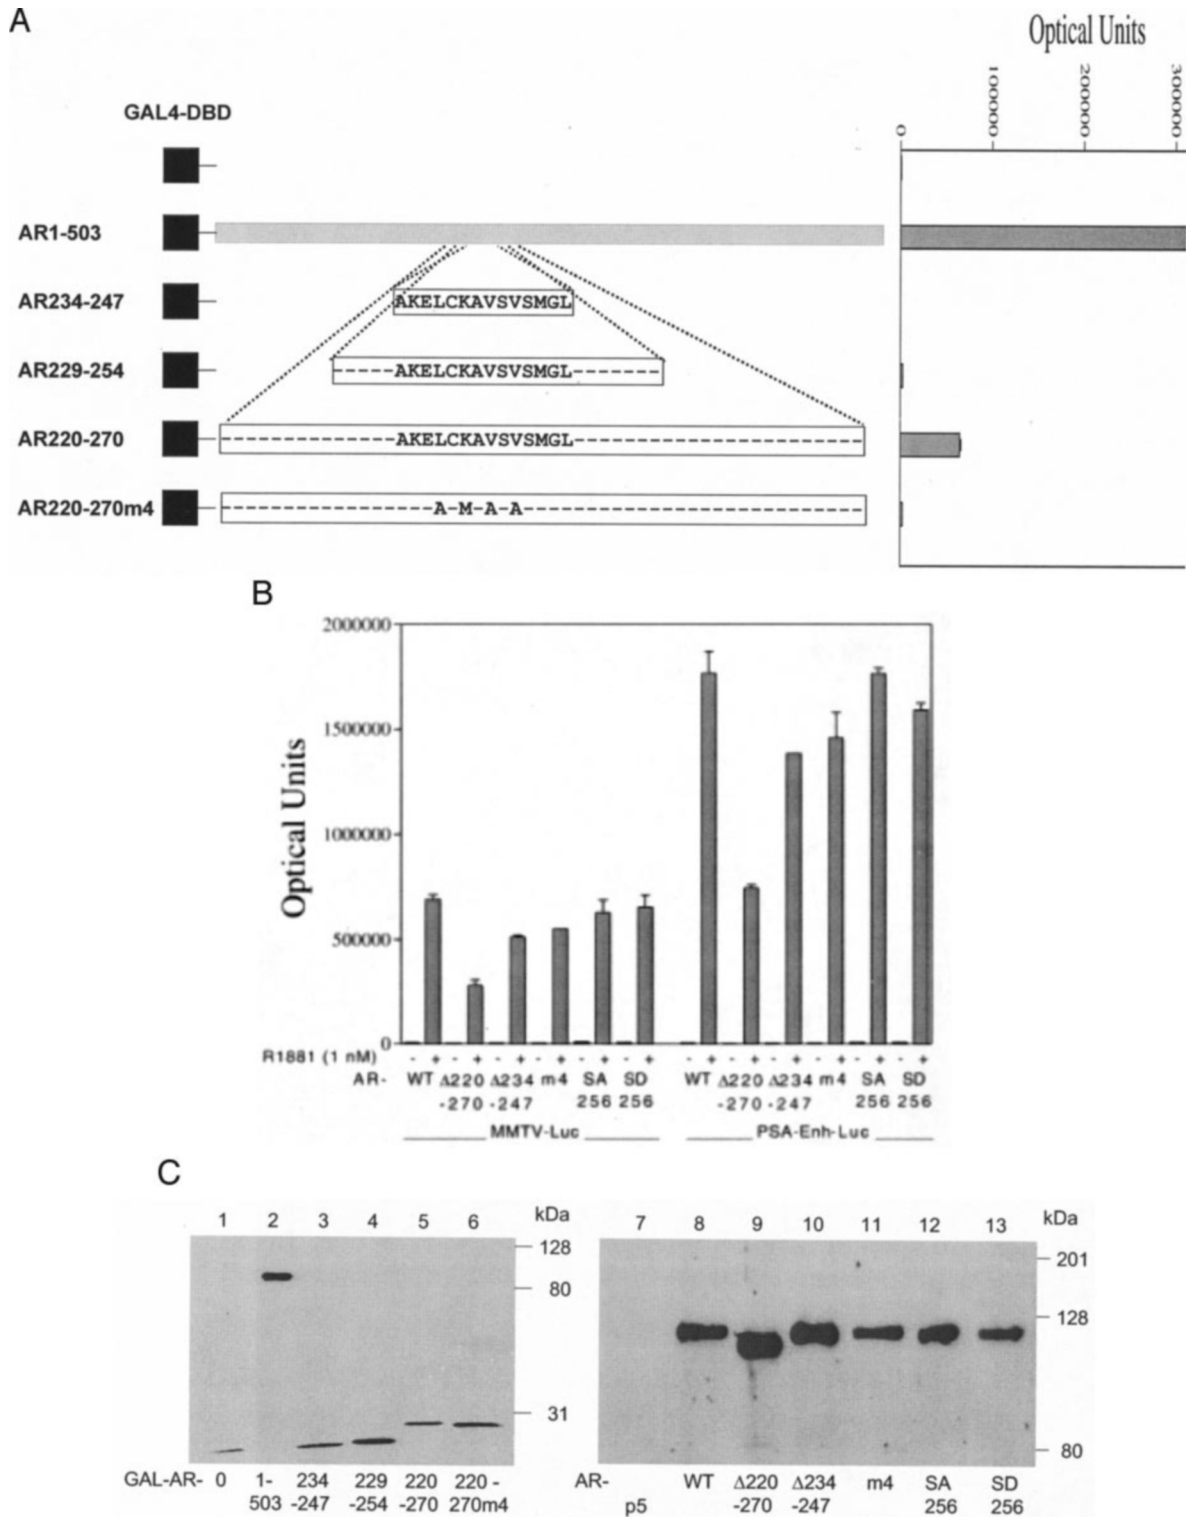 A
Optical Units
0 100000 200000 300000
GAL4-DBD
AR1-503
AR234-247
AKELCKAVSVSMGL
AR229-254
-----AKELCKAVSVSMGL-------
AR220-270
--------------AKELCKAVSVSMGL-----------------------
AR220-270m4
-----------------A-M-A-A---------------------------
B
Optical Units
2000000
1500000
1000000
500000
0
R1881 (1 nM) - + - + - + - + - + - + - + - + - + - + - + - +
AR- WT Δ220 Δ234 m4 SA SD WT Δ220 Δ234 m4 SA SD
-270 -247 256 256 -270 -247 256 256
MMTV-Luc PSA-Enh-Luc
C
1 2 3 4 5 6 kDa
128
80
31
GAL-AR- 0 1- 234 229 220 220 -
503 -247 -254 -270 270m4
7 8 9 10 11 12 13 kDa
201
128
80
AR- WT Δ220 Δ234 m4 SA SD
p5 -270 -247 256 256